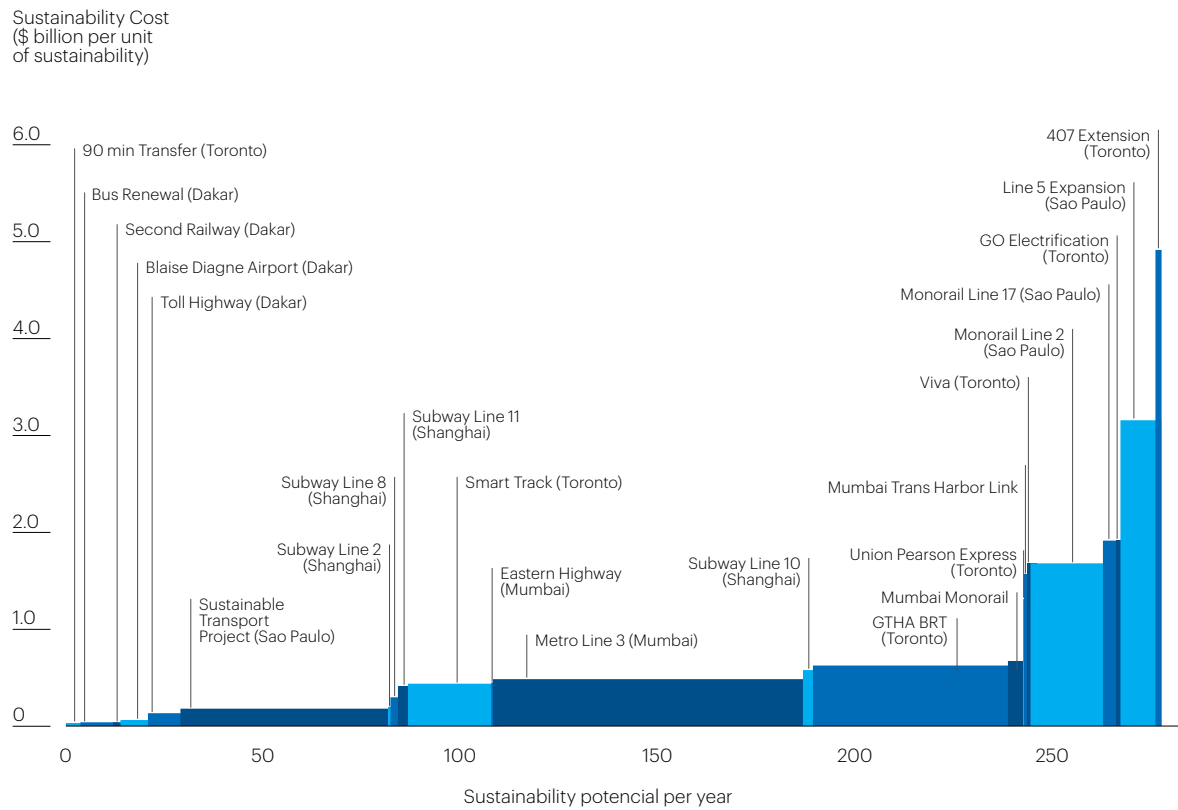 Sustainability Cost
($ billion per unit
of sustainability)
6.0
5.0
4.0
3.0
2.0
1.0
0
90 min Transfer (Toronto)
Bus Renewal (Dakar)
Second Railway (Dakar)
Blaise Diagne Airport (Dakar)
Toll Highway (Dakar)
Sustainable
Transport
Project (Sao Paulo)
Subway Line 2
(Shanghai)
Subway Line 8
(Shanghai)
Subway Line 11
(Shanghai)
Smart Track (Toronto)
Eastern Highway
(Mumbai)
Metro Line 3 (Mumbai)
Subway Line 10
(Shanghai)
GTHA BRT
(Toronto)
Mumbai Monorail
Union Pearson Express
(Toronto)
Mumbai Trans Harbor Link
Viva (Toronto)
Monorail Line 2
(Sao Paulo)
Monorail Line 17 (Sao Paulo)
GO Electrification
(Toronto)
Line 5 Expansion
(Sao Paulo)
407 Extension
(Toronto)
0
50
100
150
200
250
Sustainability potencial per year